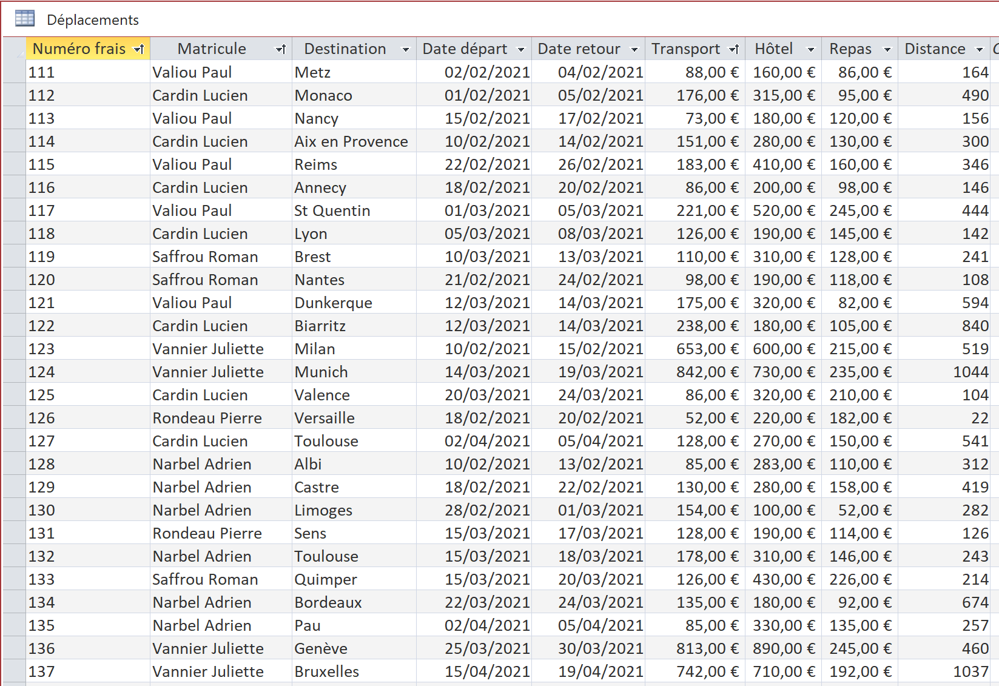 Déplacements
Numéro frais Matricule Destination Date départ Date retour Transport Hôtel Repas Distance
111 Valiou Paul Metz 02/02/2021 04/02/2021 88,00 € 160,00 € 86,00 € 164
112 Cardin Lucien Monaco 01/02/2021 05/02/2021 176,00 € 315,00 € 95,00 € 490
113 Valiou Paul Nancy 15/02/2021 17/02/2021 73,00 € 180,00 € 120,00 € 156
114 Cardin Lucien Aix en Provence 10/02/2021 14/02/2021 151,00 € 280,00 € 130,00 € 300
115 Valiou Paul Reims 22/02/2021 26/02/2021 183,00 € 410,00 € 160,00 € 346
116 Cardin Lucien Annecy 18/02/2021 20/02/2021 86,00 € 200,00 € 98,00 € 146
117 Valiou Paul St Quentin 01/03/2021 05/03/2021 221,00 € 520,00 € 245,00 € 444
118 Cardin Lucien Lyon 05/03/2021 08/03/2021 126,00 € 190,00 € 145,00 € 142
119 Saffrou Roman Brest 10/03/2021 13/03/2021 110,00 € 310,00 € 128,00 € 241
120 Saffrou Roman Nantes 21/02/2021 24/02/2021 98,00 € 190,00 € 118,00 € 108
121 Valiou Paul Dunkerque 12/03/2021 14/03/2021 175,00 € 320,00 € 82,00 € 594
122 Cardin Lucien Biarritz 12/03/2021 14/03/2021 238,00 € 180,00 € 105,00 € 840
123 Vannier Juliette Milan 10/02/2021 15/02/2021 653,00 € 600,00 € 215,00 € 519
124 Vannier Juliette Munich 14/03/2021 19/03/2021 842,00 € 730,00 € 235,00 € 1044
125 Cardin Lucien Valence 20/03/2021 24/03/2021 86,00 € 320,00 € 210,00 € 104
126 Rondeau Pierre Versaille 18/02/2021 20/02/2021 52,00 € 220,00 € 182,00 € 22
127 Cardin Lucien Toulouse 02/04/2021 05/04/2021 128,00 € 270,00 € 150,00 € 541
128 Narbel Adrien Albi 10/02/2021 13/02/2021 85,00 € 283,00 € 110,00 € 312
129 Narbel Adrien Castre 18/02/2021 22/02/2021 130,00 € 280,00 € 158,00 € 419
130 Narbel Adrien Limoges 28/02/2021 01/03/2021 154,00 € 100,00 € 52,00 € 282
131 Rondeau Pierre Sens 15/03/2021 17/03/2021 128,00 € 190,00 € 114,00 € 126
132 Narbel Adrien Toulouse 15/03/2021 18/03/2021 178,00 € 310,00 € 146,00 € 243
133 Saffrou Roman Quimper 15/03/2021 20/03/2021 126,00 € 430,00 € 226,00 € 214
134 Narbel Adrien Bordeaux 22/03/2021 24/03/2021 135,00 € 180,00 € 92,00 € 674
135 Narbel Adrien Pau 02/04/2021 05/04/2021 85,00 € 330,00 € 135,00 € 257
136 Vannier Juliette Genève 25/03/2021 30/03/2021 813,00 € 890,00 € 245,00 € 460
137 Vannier Juliette Bruxelles 15/04/2021 19/04/2021 742,00 € 710,00 € 192,00 € 1037